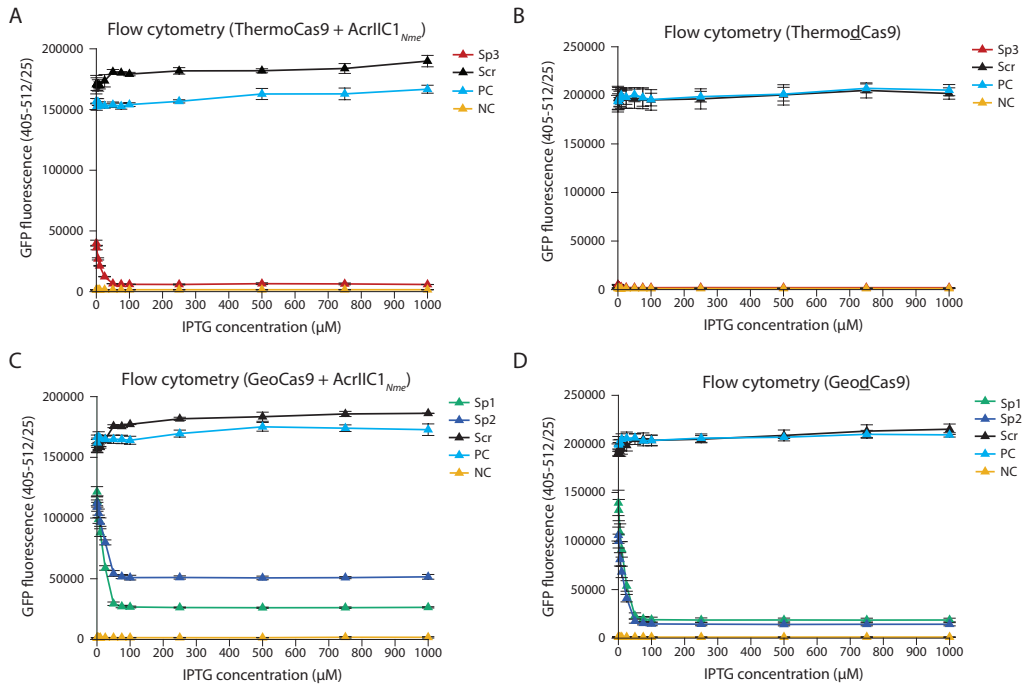 A
Flow cytometry (ThermoCas9 + AcrIIC1Nme)
GFP fluorescence (405-512/25)
200000
150000
100000
50000
0
0 100 200 300 400 500 600 700 800 900 1000
IPTG concentration (µM)
Sp3
Scr
PC
NC
B
Flow cytometry (ThermodCas9)
GFP fluorescence (405-512/25)
250000
200000
150000
100000
50000
0
0 100 200 300 400 500 600 700 800 900 1000
IPTG concentration (µM)
Sp3
Scr
PC
NC
C
Flow cytometry (GeoCas9 + AcrIIC1Nme)
GFP fluorescence (405-512/25)
200000
150000
100000
50000
0
0 100 200 300 400 500 600 700 800 900 1000
IPTG concentration (µM)
Sp1
Sp2
Scr
PC
NC
D
Flow cytometry (GeodCas9)
GFP fluorescence (405-512/25)
250000
200000
150000
100000
50000
0
0 100 200 300 400 500 600 700 800 900 1000
IPTG concentration (µM)
Sp1
Sp2
Scr
PC
NC